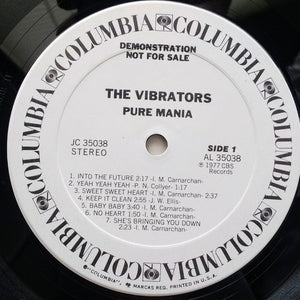 COLUMBIA COLUMBIA COLUMBIA COLUMBIA COLUMBIA COLUMBIA
DEMONSTRATION
NOT FOR SALE
THE VIBRATORS
PURE MANIA
JC 35038
STEREO
SIDE 1
AL 35038
℗ 1977 CBS
Records
1. INTO THE FUTURE 2:17 -I. M. Carnarchan-
2. YEAH YEAH YEAH -P. N. Collyer- 1:57
3. SWEET SWEET HEART -I. M. Carnarchan- 2:37
4. KEEP IT CLEAN 2:55 -J. W. Ellis-
5. BABY BABY 3:40 -I. M. Carnarchan-
6. NO HEART 1:50 -I. M. Carnarchan-
7. SHE'S BRINGING YOU DOWN
2:23 -I. M. Carnarchan-
"COLUMBIA", MARCAS REG. PRINTED IN U.S.A.